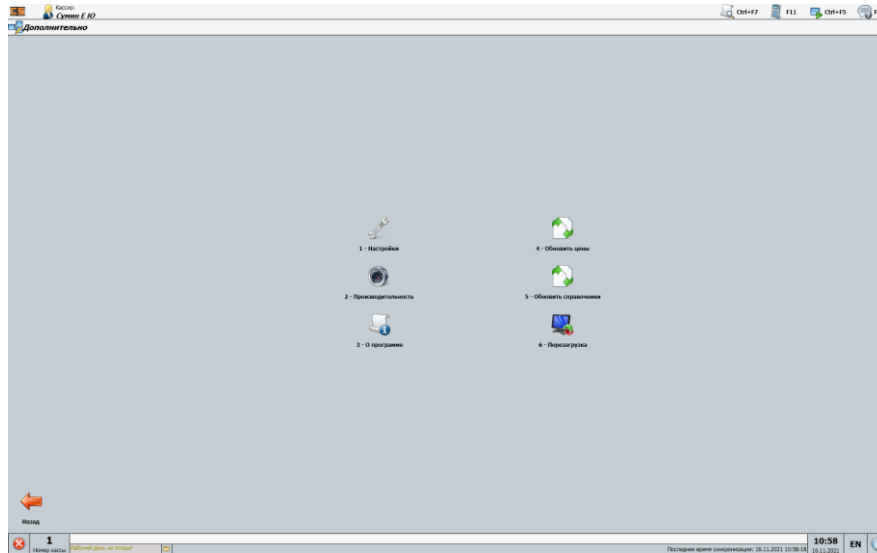 Кассир:
Сумин Е Ю
Ctrl+F7
F11
Ctrl+F5
Дополнительно
1 - Настройки
4 - Обновить цены
2 - Производительность
5 - Обновить справочники
3 - О программе
6 - Перезагрузка
Назад
1
Номер кассы
Рабочий день не открыт
Последнее время синхронизации: 16.11.2021 10:58:18
10:58
16.11.2021
EN